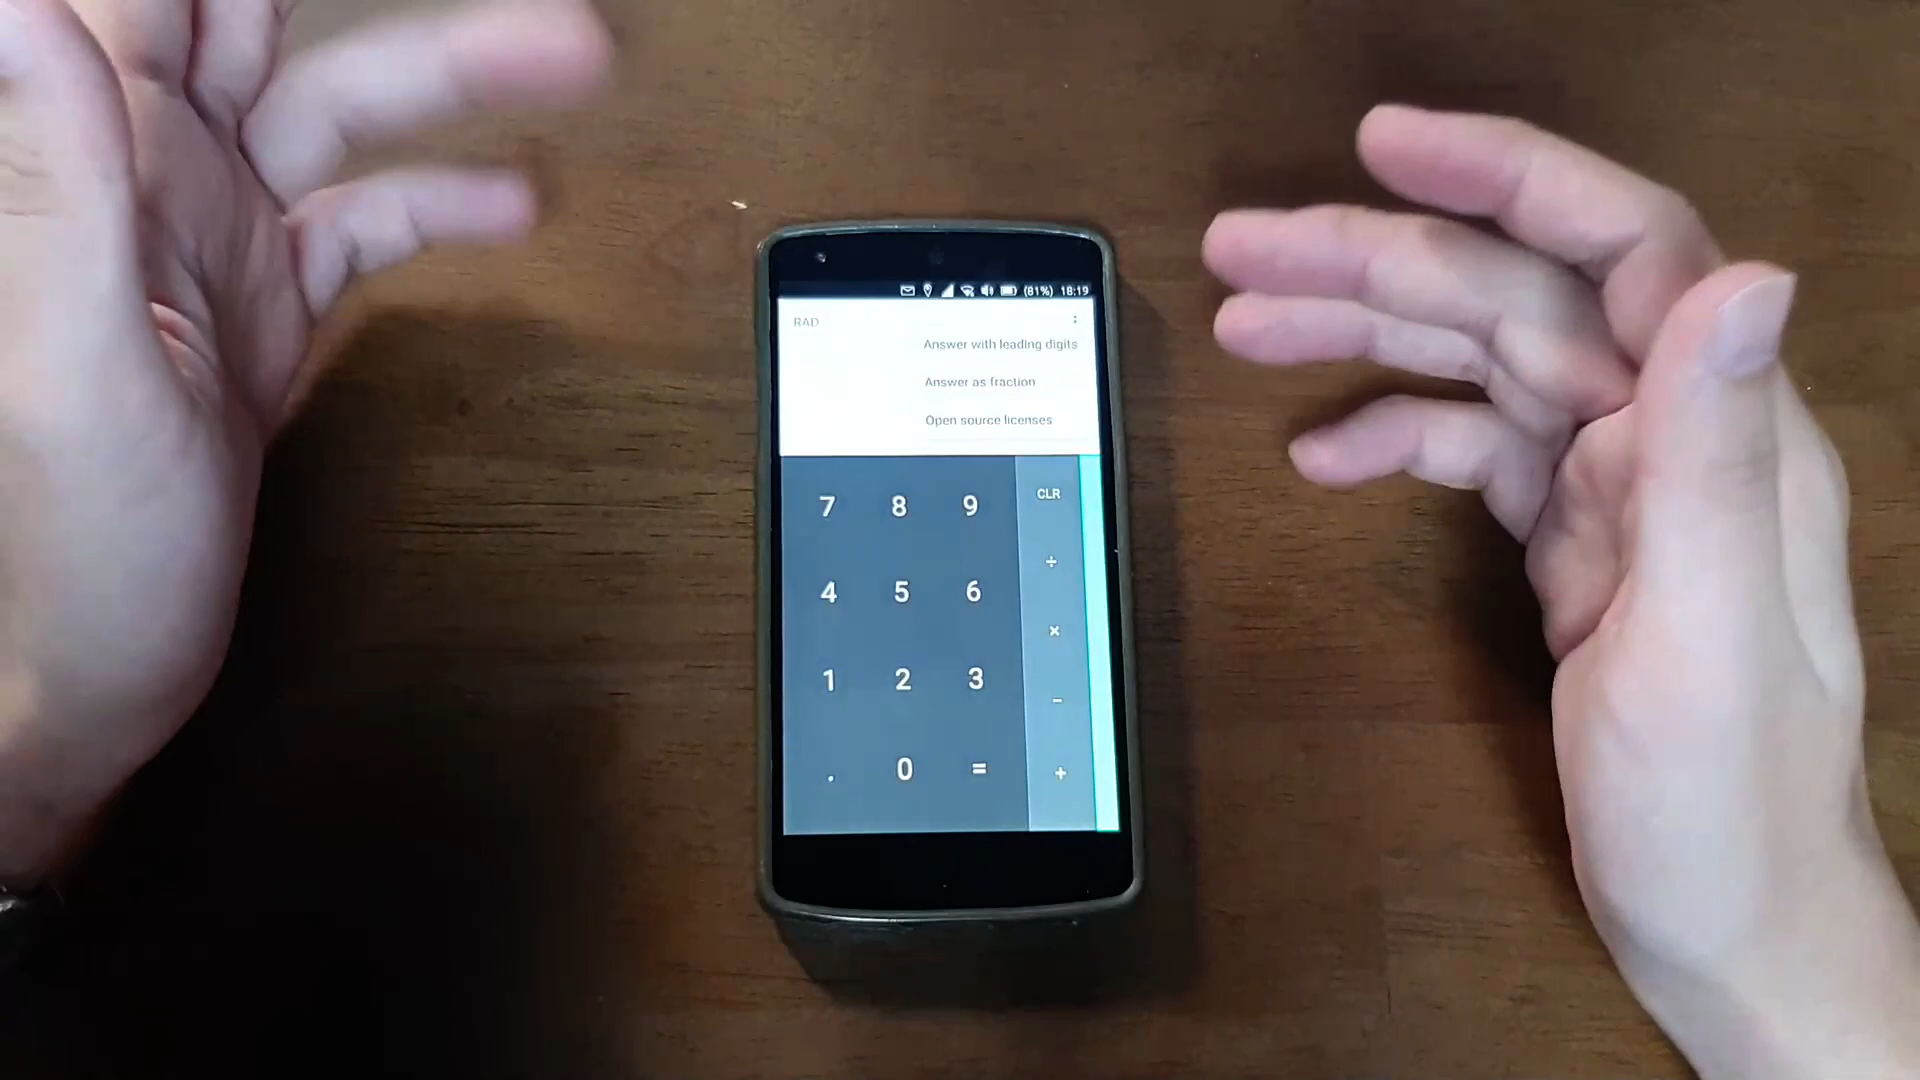 (81%) 18:19
RAD
Answer with leading digits
Answer as fraction
Open source licenses
7 8 9 CLR
÷
4 5 6
×
1 2 3
−
. 0 = +